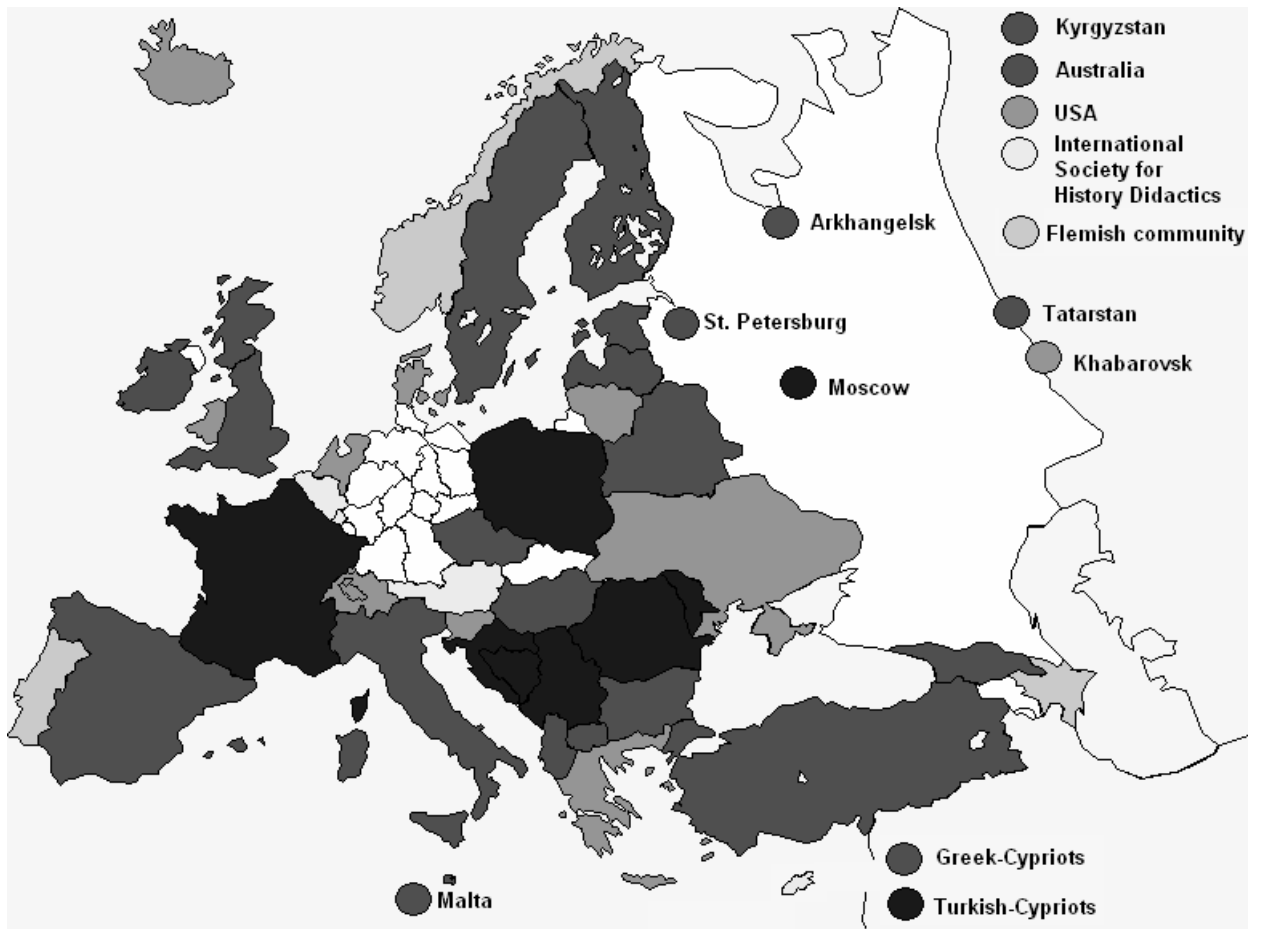 Kyrgyzstan
Australia
USA
International
Society for
History Didactics
Arkhangelsk
Flemish community
St. Petersburg
Tatarstan
Khabarovsk
Moscow
Greek-Cypriots
Malta
Turkish-Cypriots